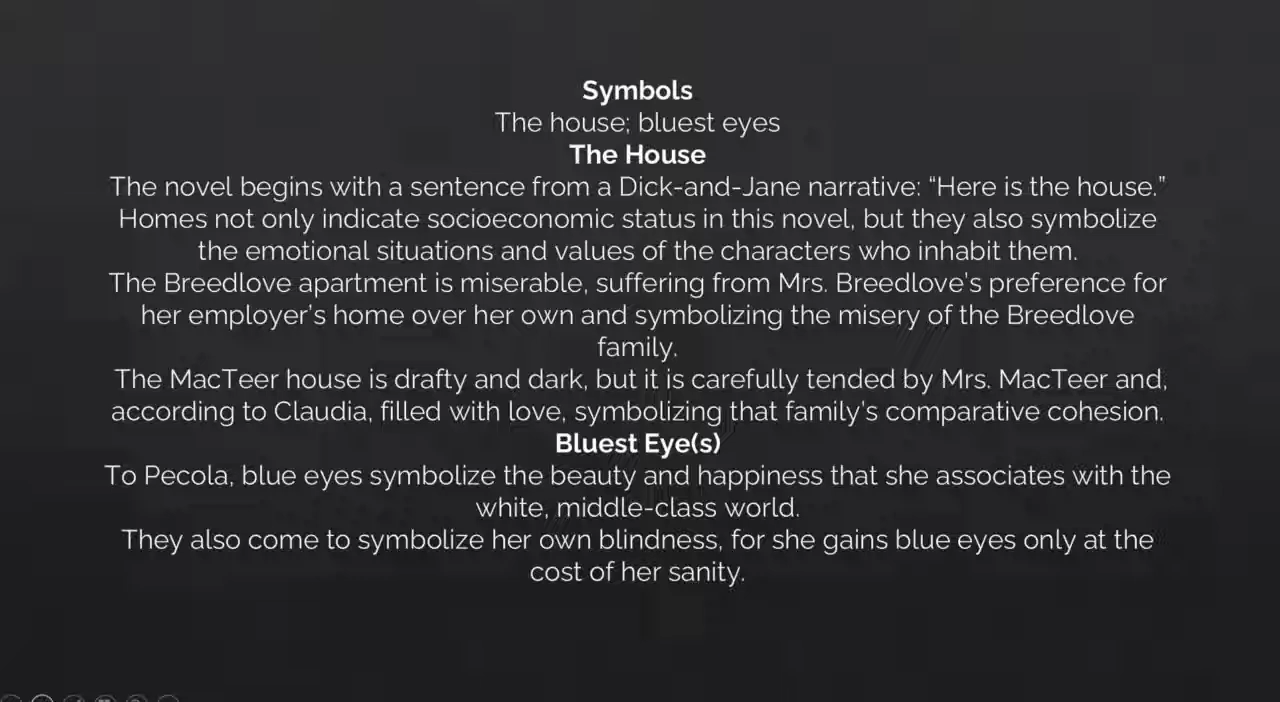 Symbols
The house; bluest eyes
The House
The novel begins with a sentence from a Dick-and-Jane narrative: “Here is the house.”
Homes not only indicate socioeconomic status in this novel, but they also symbolize
the emotional situations and values of the characters who inhabit them.
The Breedlove apartment is miserable, suffering from Mrs. Breedlove’s preference for
her employer’s home over her own and symbolizing the misery of the Breedlove
family.
The MacTeer house is drafty and dark, but it is carefully tended by Mrs. MacTeer and,
according to Claudia, filled with love, symbolizing that family’s comparative cohesion.
Bluest Eye(s)
To Pecola, blue eyes symbolize the beauty and happiness that she associates with the
white, middle-class world.
They also come to symbolize her own blindness, for she gains blue eyes only at the
cost of her sanity.